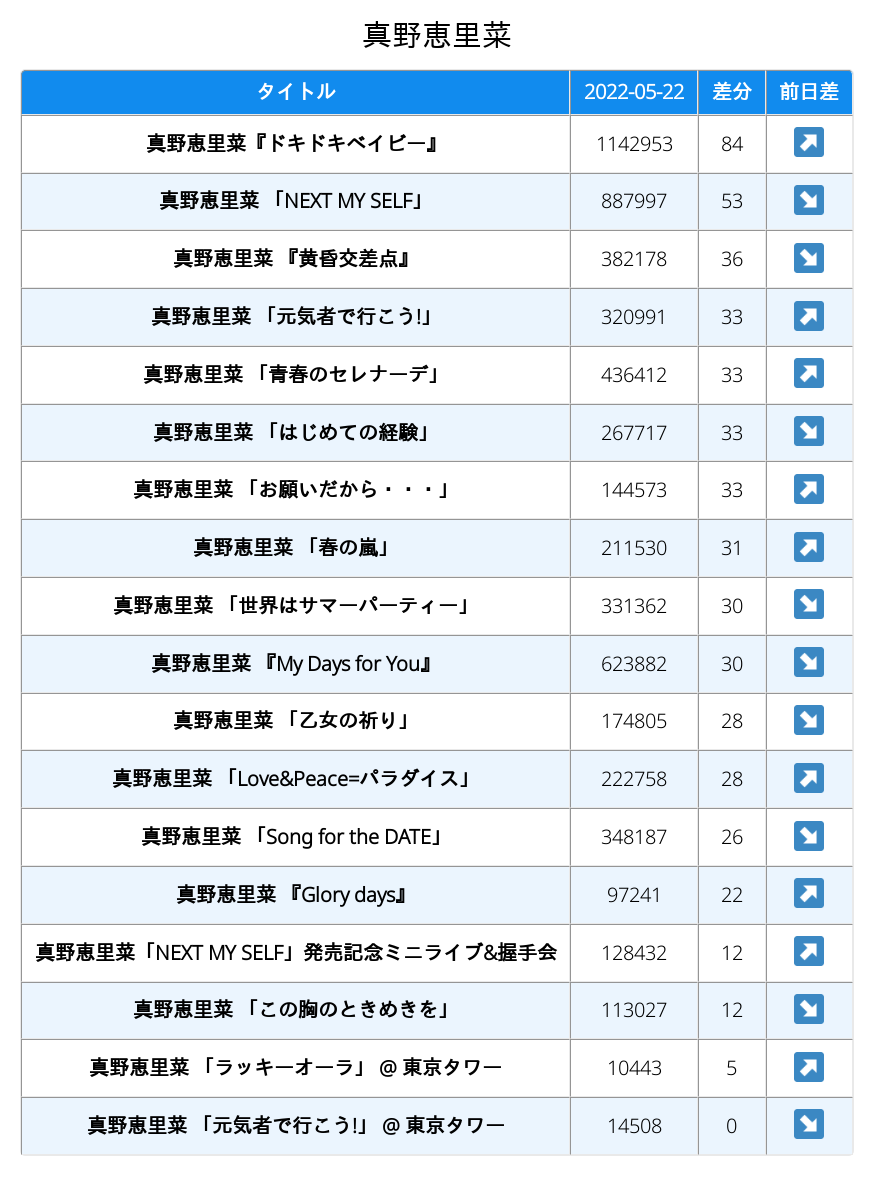 真野恵里菜
タイトル 2022-05-22 差分 前日差
真野恵里菜『ドキドキベイビー』 1142953 84 ↗
真野恵里菜 「NEXT MY SELF」 887997 53 ↘
真野恵里菜 『黄昏交差点』 382178 36 ↘
真野恵里菜 「元気者で行こう!」 320991 33 ↗
真野恵里菜 「青春のセレナーデ」 436412 33 ↗
真野恵里菜 「はじめての経験」 267717 33 ↘
真野恵里菜 「お願いだから・・・」 144573 33 ↗
真野恵里菜 「春の嵐」 211530 31 ↗
真野恵里菜 「世界はサマーパーティー」 331362 30 ↘
真野恵里菜 『My Days for You』 623882 30 ↘
真野恵里菜 「乙女の祈り」 174805 28 ↘
真野恵里菜 「Love&Peace=パラダイス」 222758 28 ↗
真野恵里菜 「Song for the DATE」 348187 26 ↘
真野恵里菜 『Glory days』 97241 22 ↗
真野恵里菜「NEXT MY SELF」発売記念ミニライブ&握手会 128432 12 ↗
真野恵里菜 「この胸のときめきを」 113027 12 ↘
真野恵里菜 「ラッキーオーラ」 @ 東京タワー 10443 5 ↗
真野恵里菜 「元気者で行こう!」 @ 東京タワー 14508 0 ↘